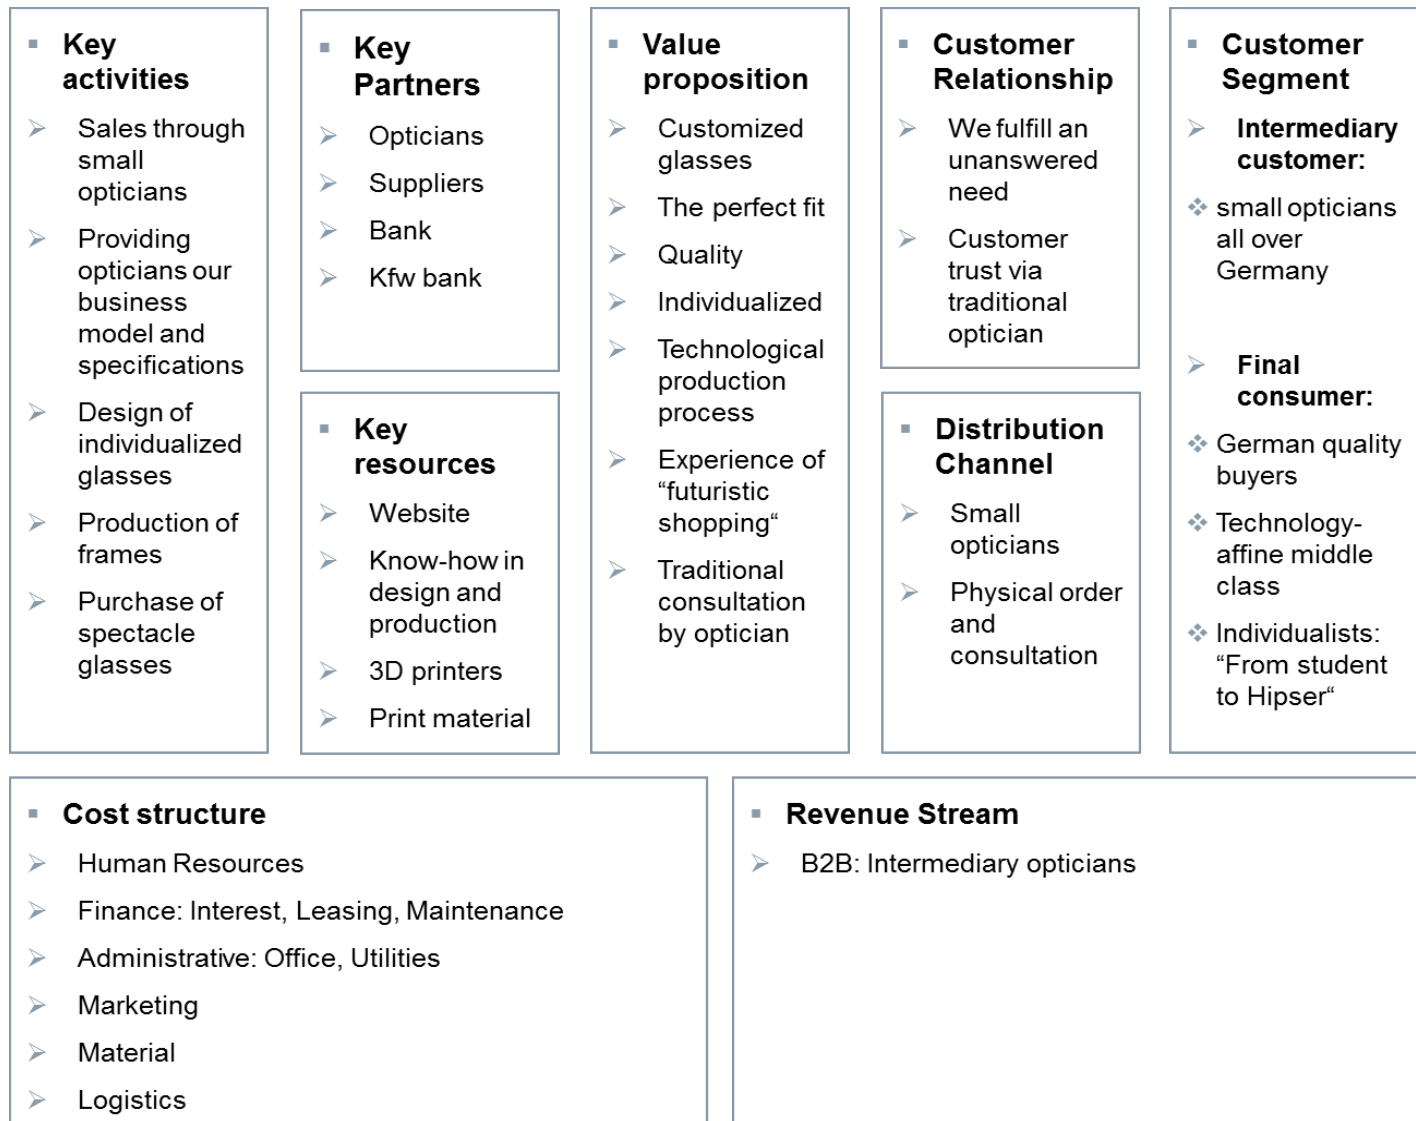 Key
activities
Sales through
small
opticians
Providing
opticians our
business
model and
specifications
Design of
individualized
glasses
Production of
frames
Purchase of
spectacle
glasses
Key
Partners
Opticians
Suppliers
Bank
Kfw bank
Key
resources
Website
Know-how in
design and
production
3D printers
Print material
Value
proposition
Customized
glasses
The perfect fit
Quality
Individualized
Technological
production
process
Experience of
“futuristic
shopping“
Traditional
consultation
by optician
Customer
Relationship
We fulfill an
unanswered
need
Customer
trust via
traditional
optician
Distribution
Channel
Small
opticians
Physical order
and
consultation
Customer
Segment
Intermediary
customer:
small opticians
all over
Germany
Final
consumer:
German quality
buyers
Technology-
affine middle
class
Individualists:
“From student
to Hipser“
Cost structure
Human Resources
Finance: Interest, Leasing, Maintenance
Administrative: Office, Utilities
Marketing
Material
Logistics
Revenue Stream
B2B: Intermediary opticians